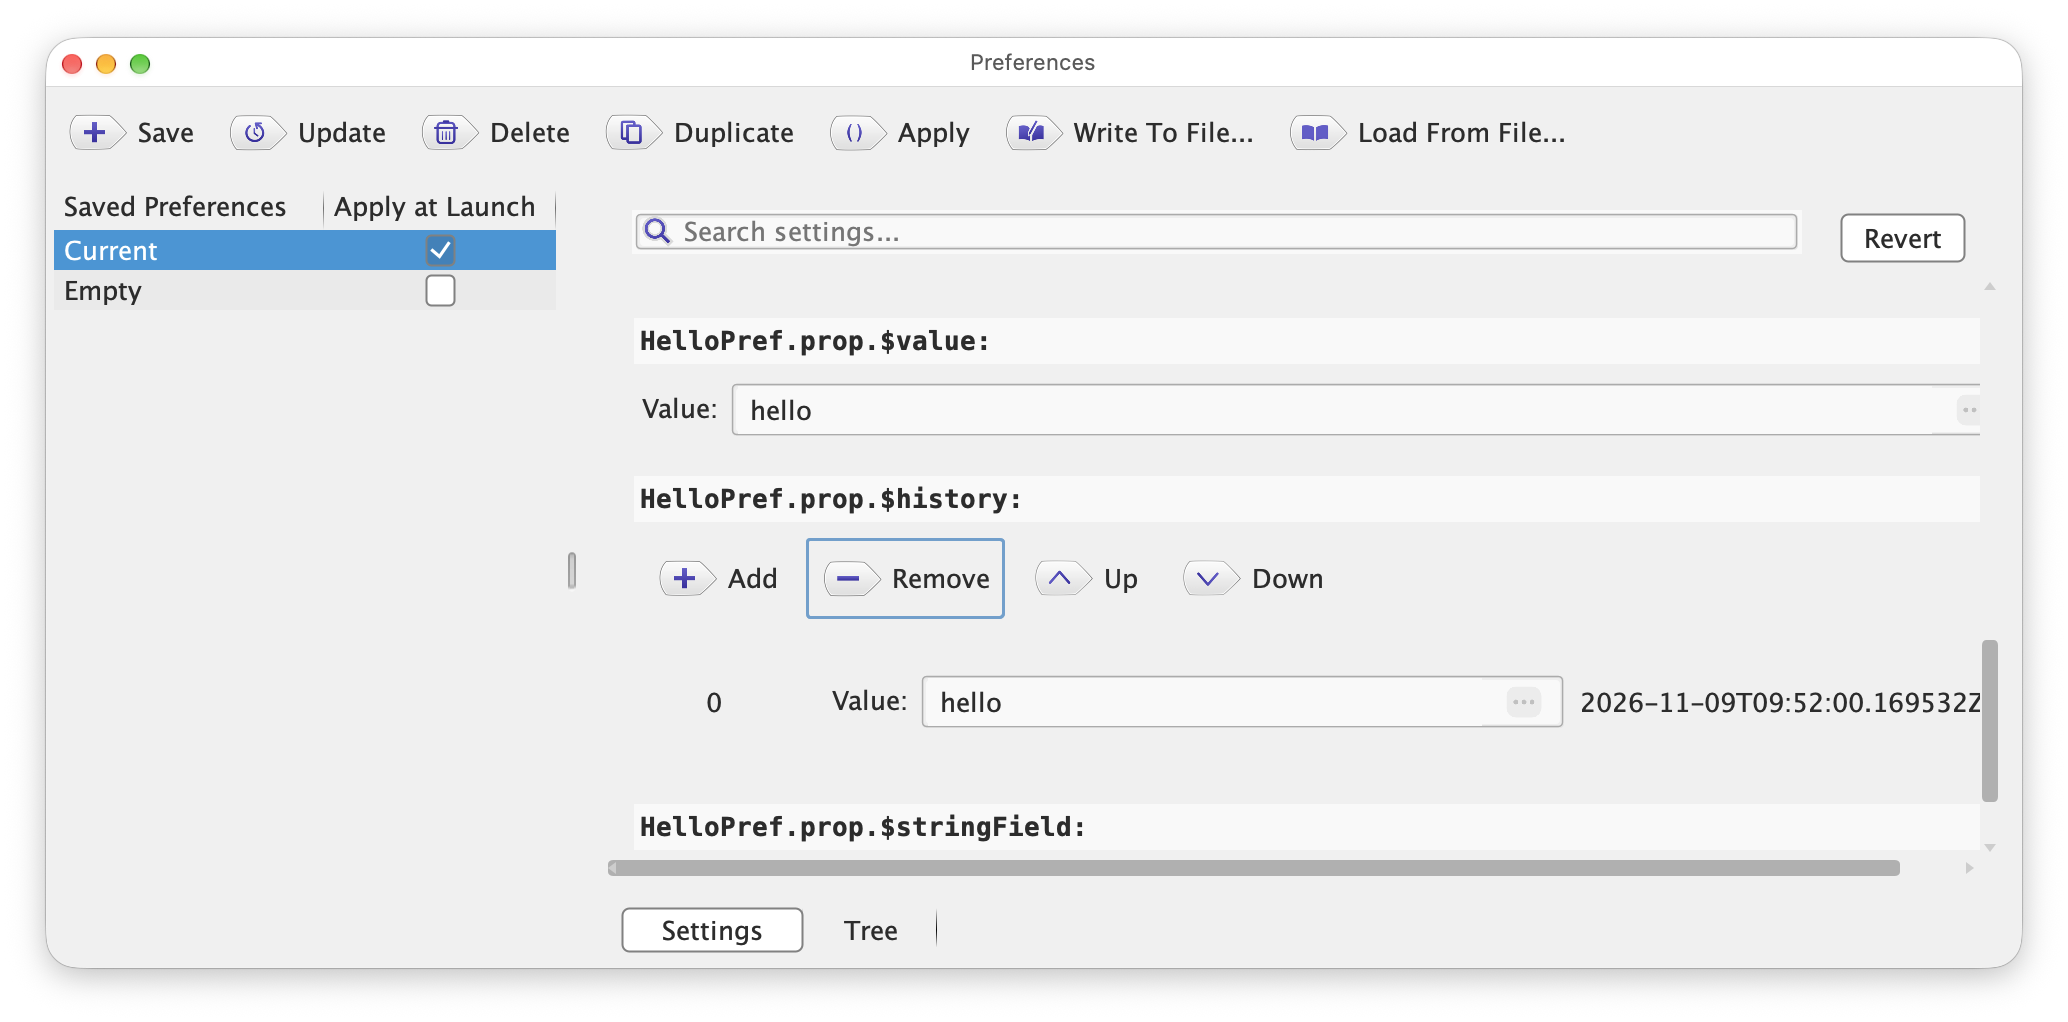 Preferences
Save Update Delete Duplicate Apply Write To File... Load From File...
Saved Preferences Apply at Launch
Current
Empty
Search settings...
Revert
HelloPref.prop.$value:
Value: hello
HelloPref.prop.$history:
Add Remove Up Down
0 Value: hello 2026-11-09T09:52:00.169532Z
HelloPref.prop.$stringField:
Settings Tree